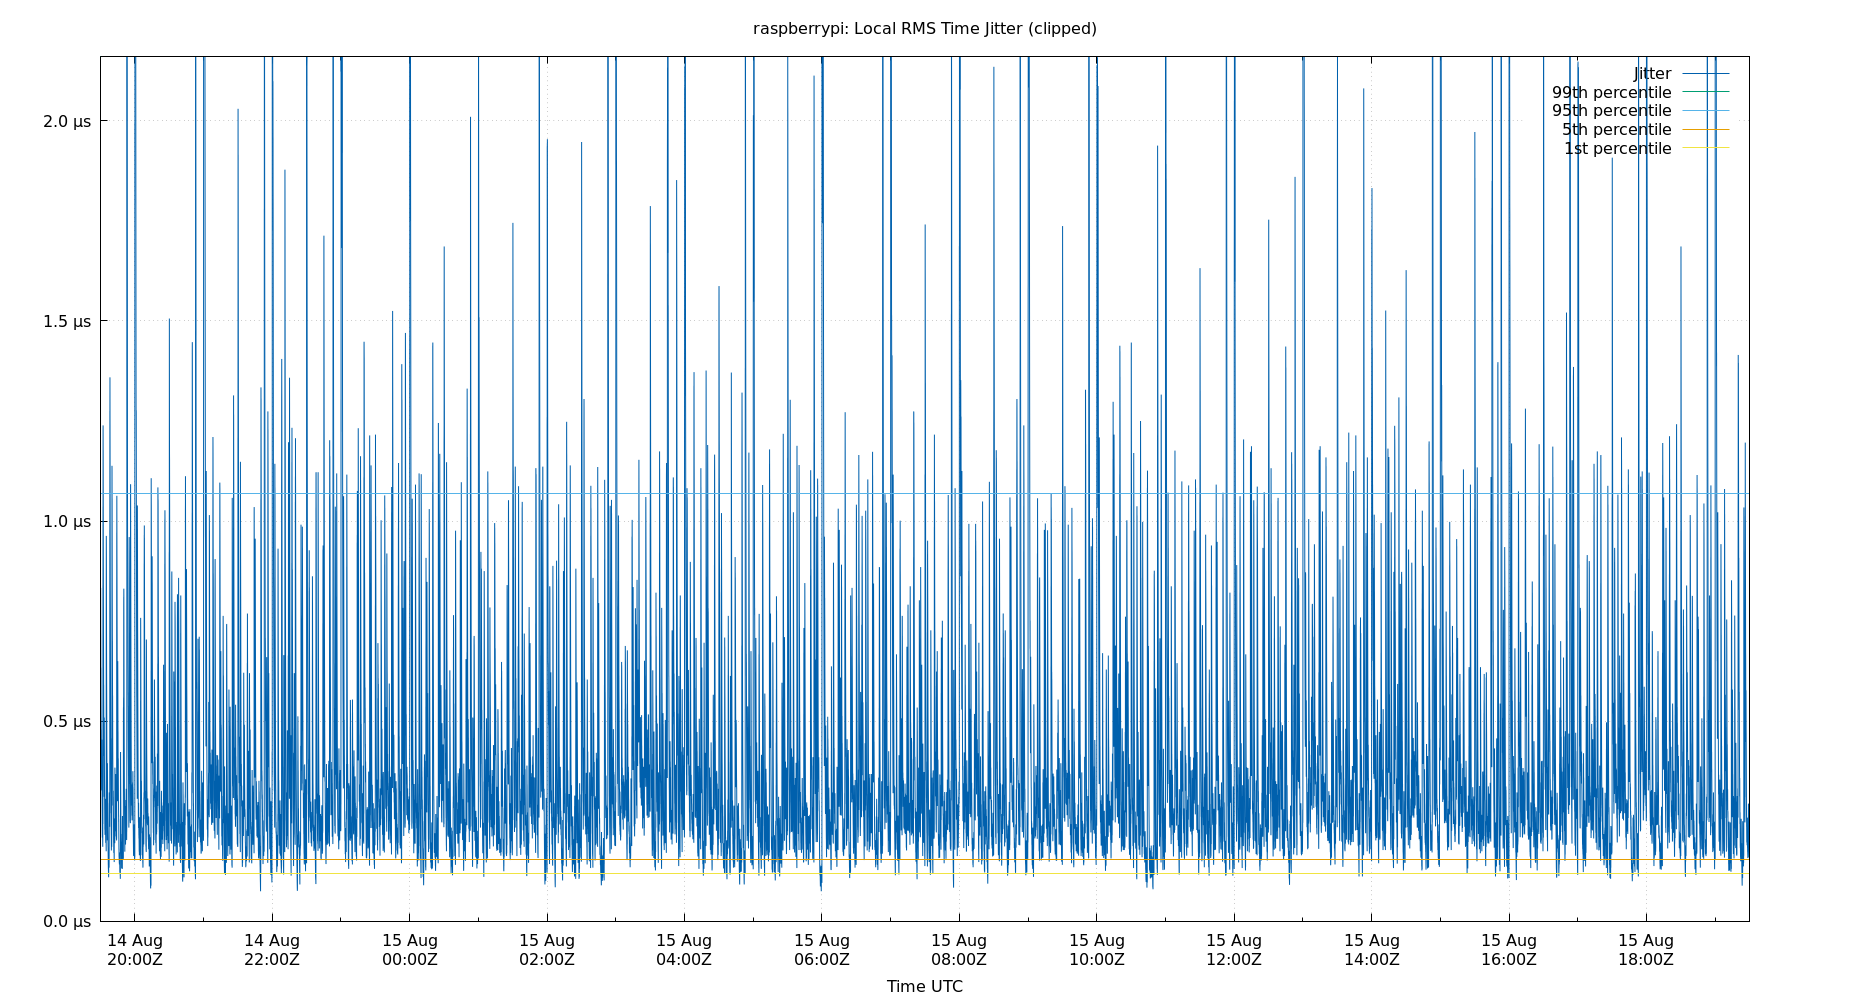 raspberrypi: Local RMS Time Jitter (clipped)
Jitter
99th percentile
95th percentile
5th percentile
1st percentile
2.0 µs
1.5 µs
1.0 µs
0.5 µs
0.0 µs
14 Aug 14 Aug 15 Aug 15 Aug 15 Aug 15 Aug 15 Aug 15 Aug 15 Aug 15 Aug 15 Aug 15 Aug
20:00Z 22:00Z 00:00Z 02:00Z 04:00Z 06:00Z 08:00Z 10:00Z 12:00Z 14:00Z 16:00Z 18:00Z
Time UTC